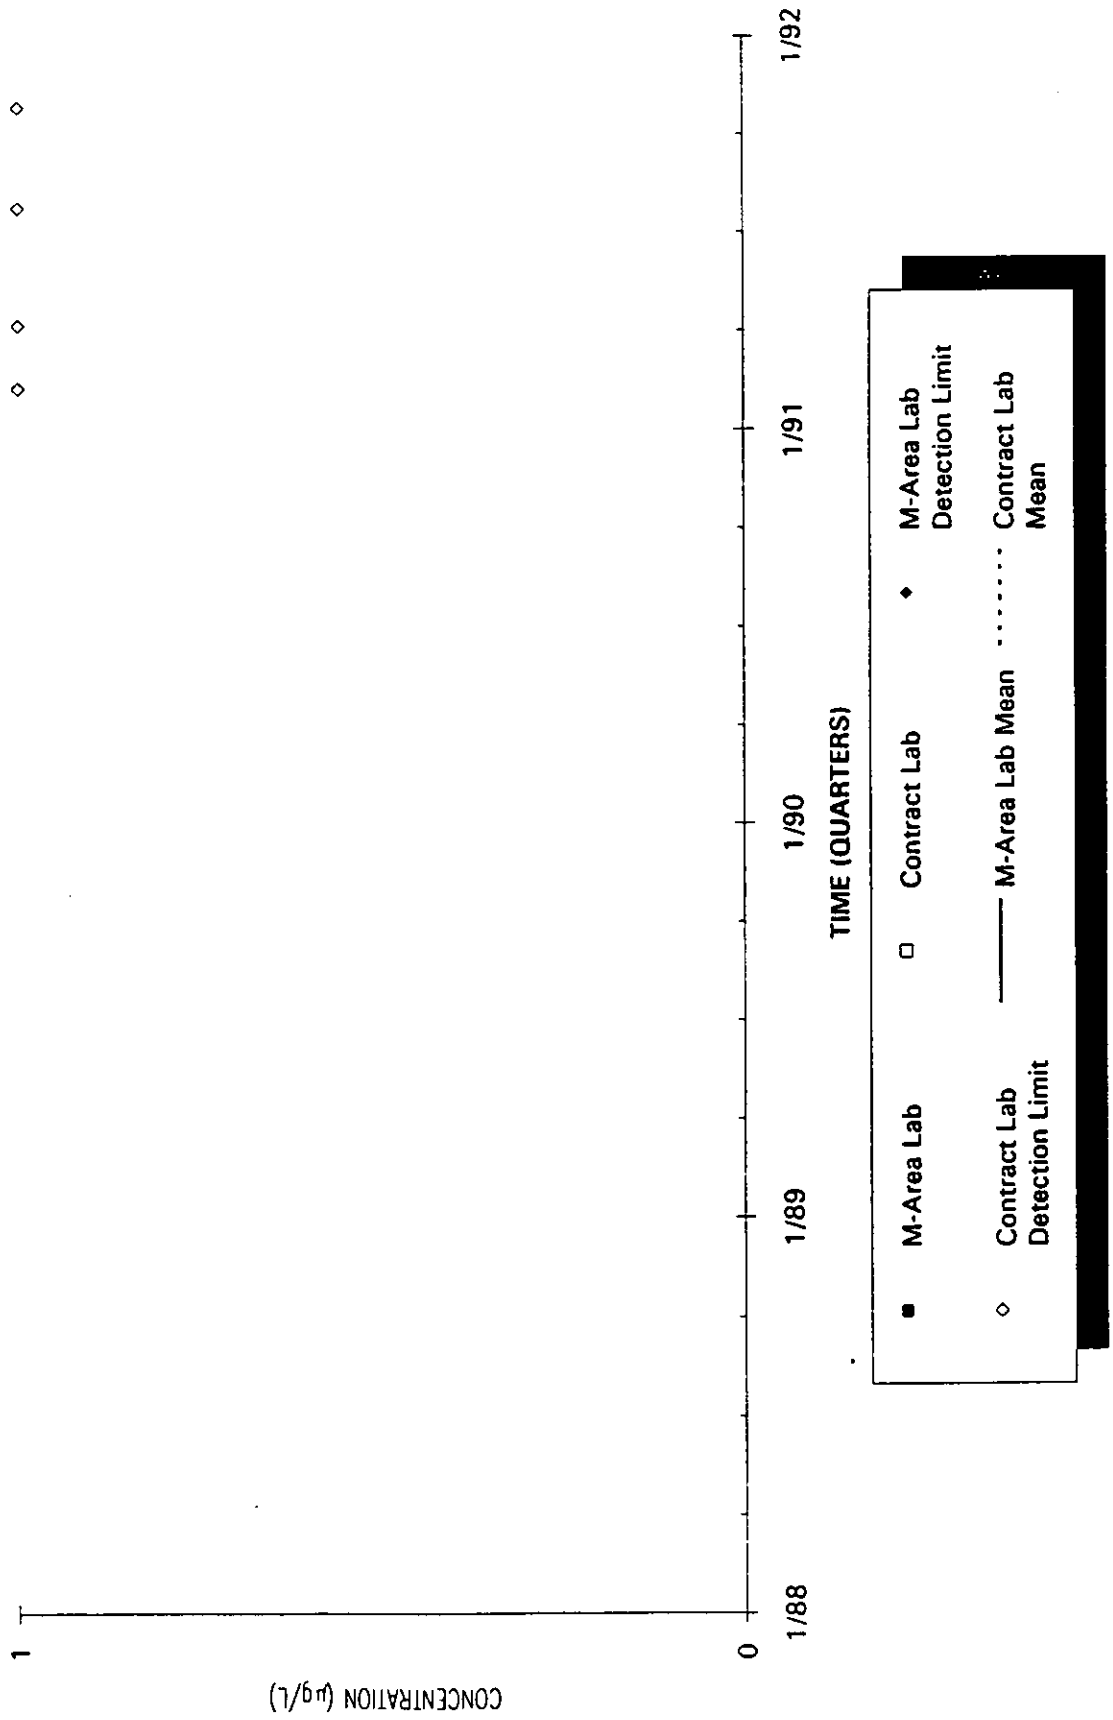 1
0
CONCENTRATION (µg/L)
1/88
1/89
1/90
1/91
1/92
TIME (QUARTERS)
M-Area Lab
Contract Lab
M-Area Lab
Detection Limit
Contract Lab
Detection Limit
M-Area Lab Mean
Contract Lab
Mean